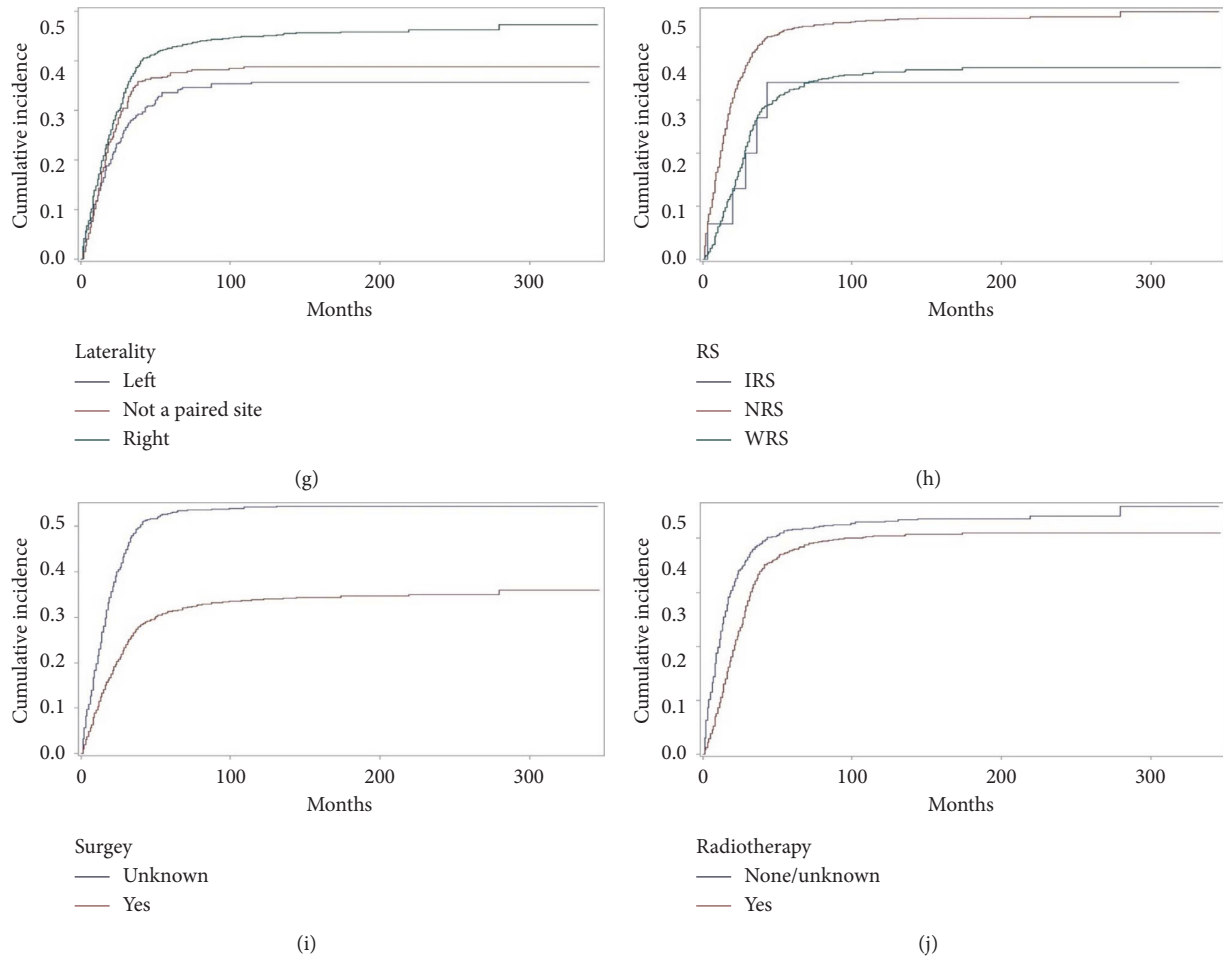 Cumulative incidence
0.5
0.4
0.3
0.2
0.1
0.0
0 100 200 300
Months
Laterality
Left
Not a paired site
Right
(g)
Cumulative incidence
0.5
0.4
0.3
0.2
0.1
0.0
0 100 200 300
Months
RS
IRS
NRS
WRS
(h)
Cumulative incidence
0.5
0.4
0.3
0.2
0.1
0.0
0 100 200 300
Months
Surgey
Unknown
Yes
(i)
Cumulative incidence
0.5
0.4
0.3
0.2
0.1
0.0
0 100 200 300
Months
Radiotherapy
None/unknown
Yes
(j)